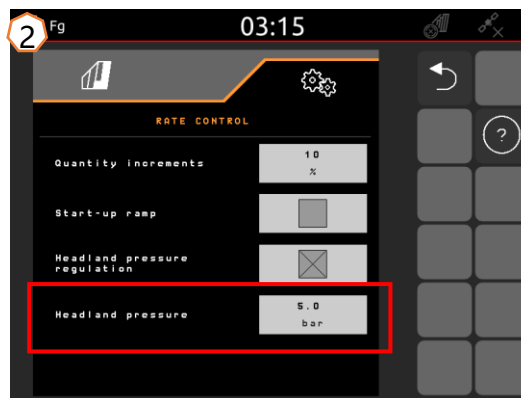 2
Fg
03:15
RATE CONTROL
Quantity increments
10
%
Start-up ramp
Headland pressure
regulation
Headland pressure
5.0
bar
?